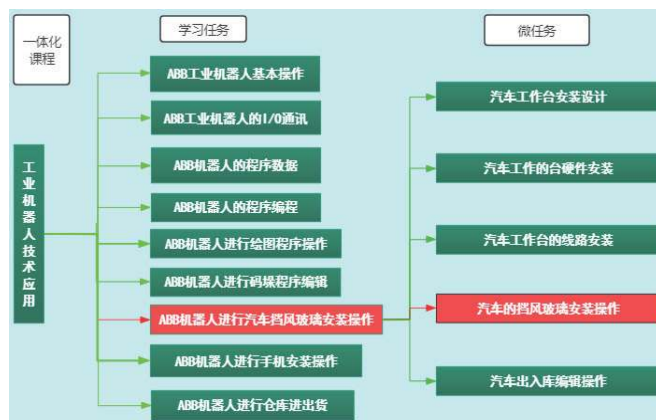 一体化
课程
学习任务
微任务
工业机器人技术应用
ABB工业机器人基本操作
ABB工业机器人的I/O通讯
ABB机器人的程序数据
ABB机器人的程序编程
ABB机器人进行绘图程序操作
ABB机器人进行码垛程序编辑
ABB机器人进行汽车挡风玻璃安装操作
ABB机器人进行手机安装操作
ABB机器人进行仓库进出货
汽车工作台安装设计
汽车工作的台硬件安装
汽车工作台的线路安装
汽车的挡风玻璃安装操作
汽车出入库编辑操作